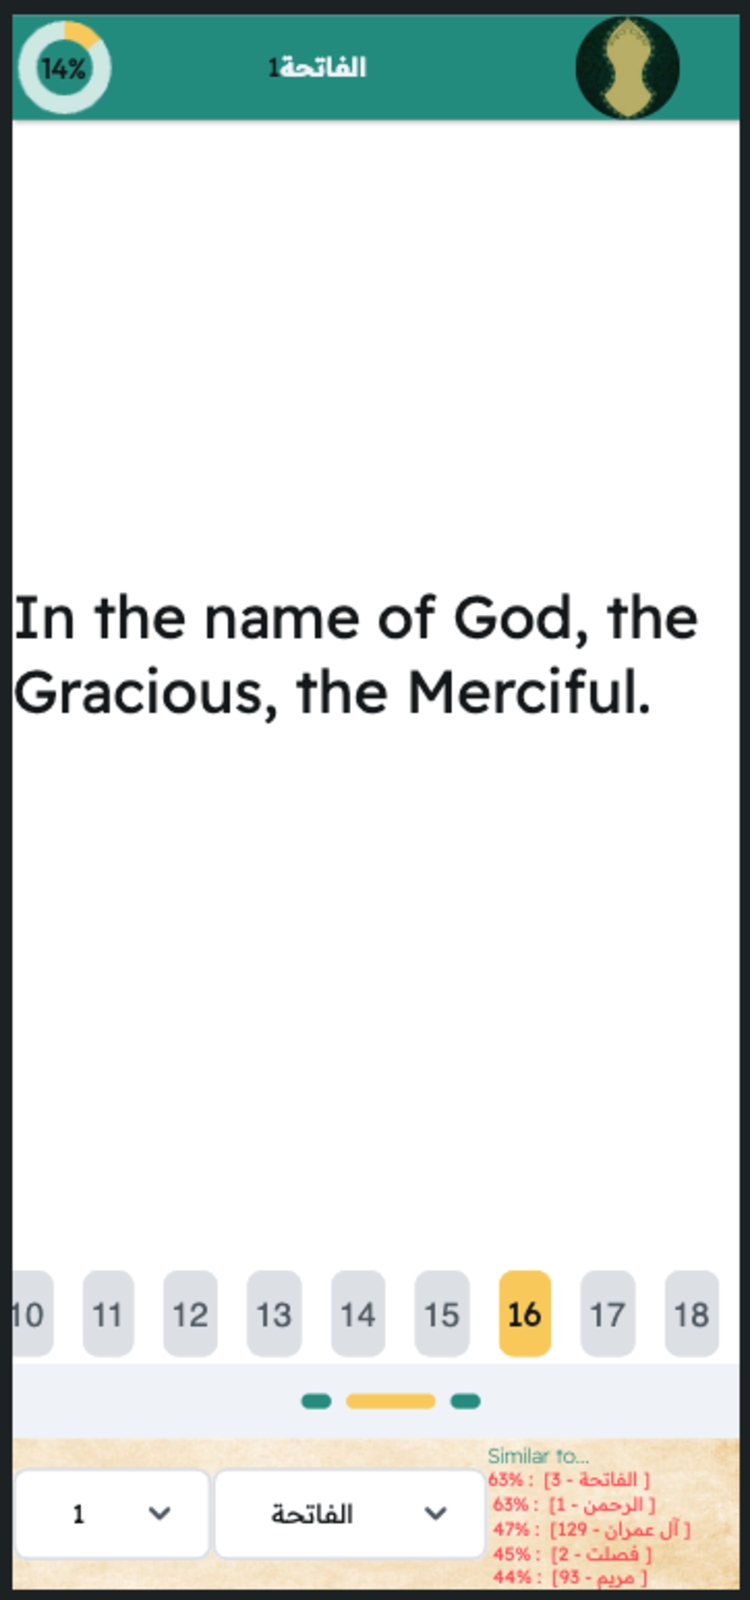 14%
الفاتحة1
In the name of God, the
Gracious, the Merciful.
10 11 12 13 14 15 16 17 18
1
الفاتحة
Similar to...
63% : [الفاتحة - 3 ]
63% : [الرحمن - 1 ]
47% : [آل عمران - 129 ]
45% : [فصلت - 2 ]
44% : [مريم - 93 ]